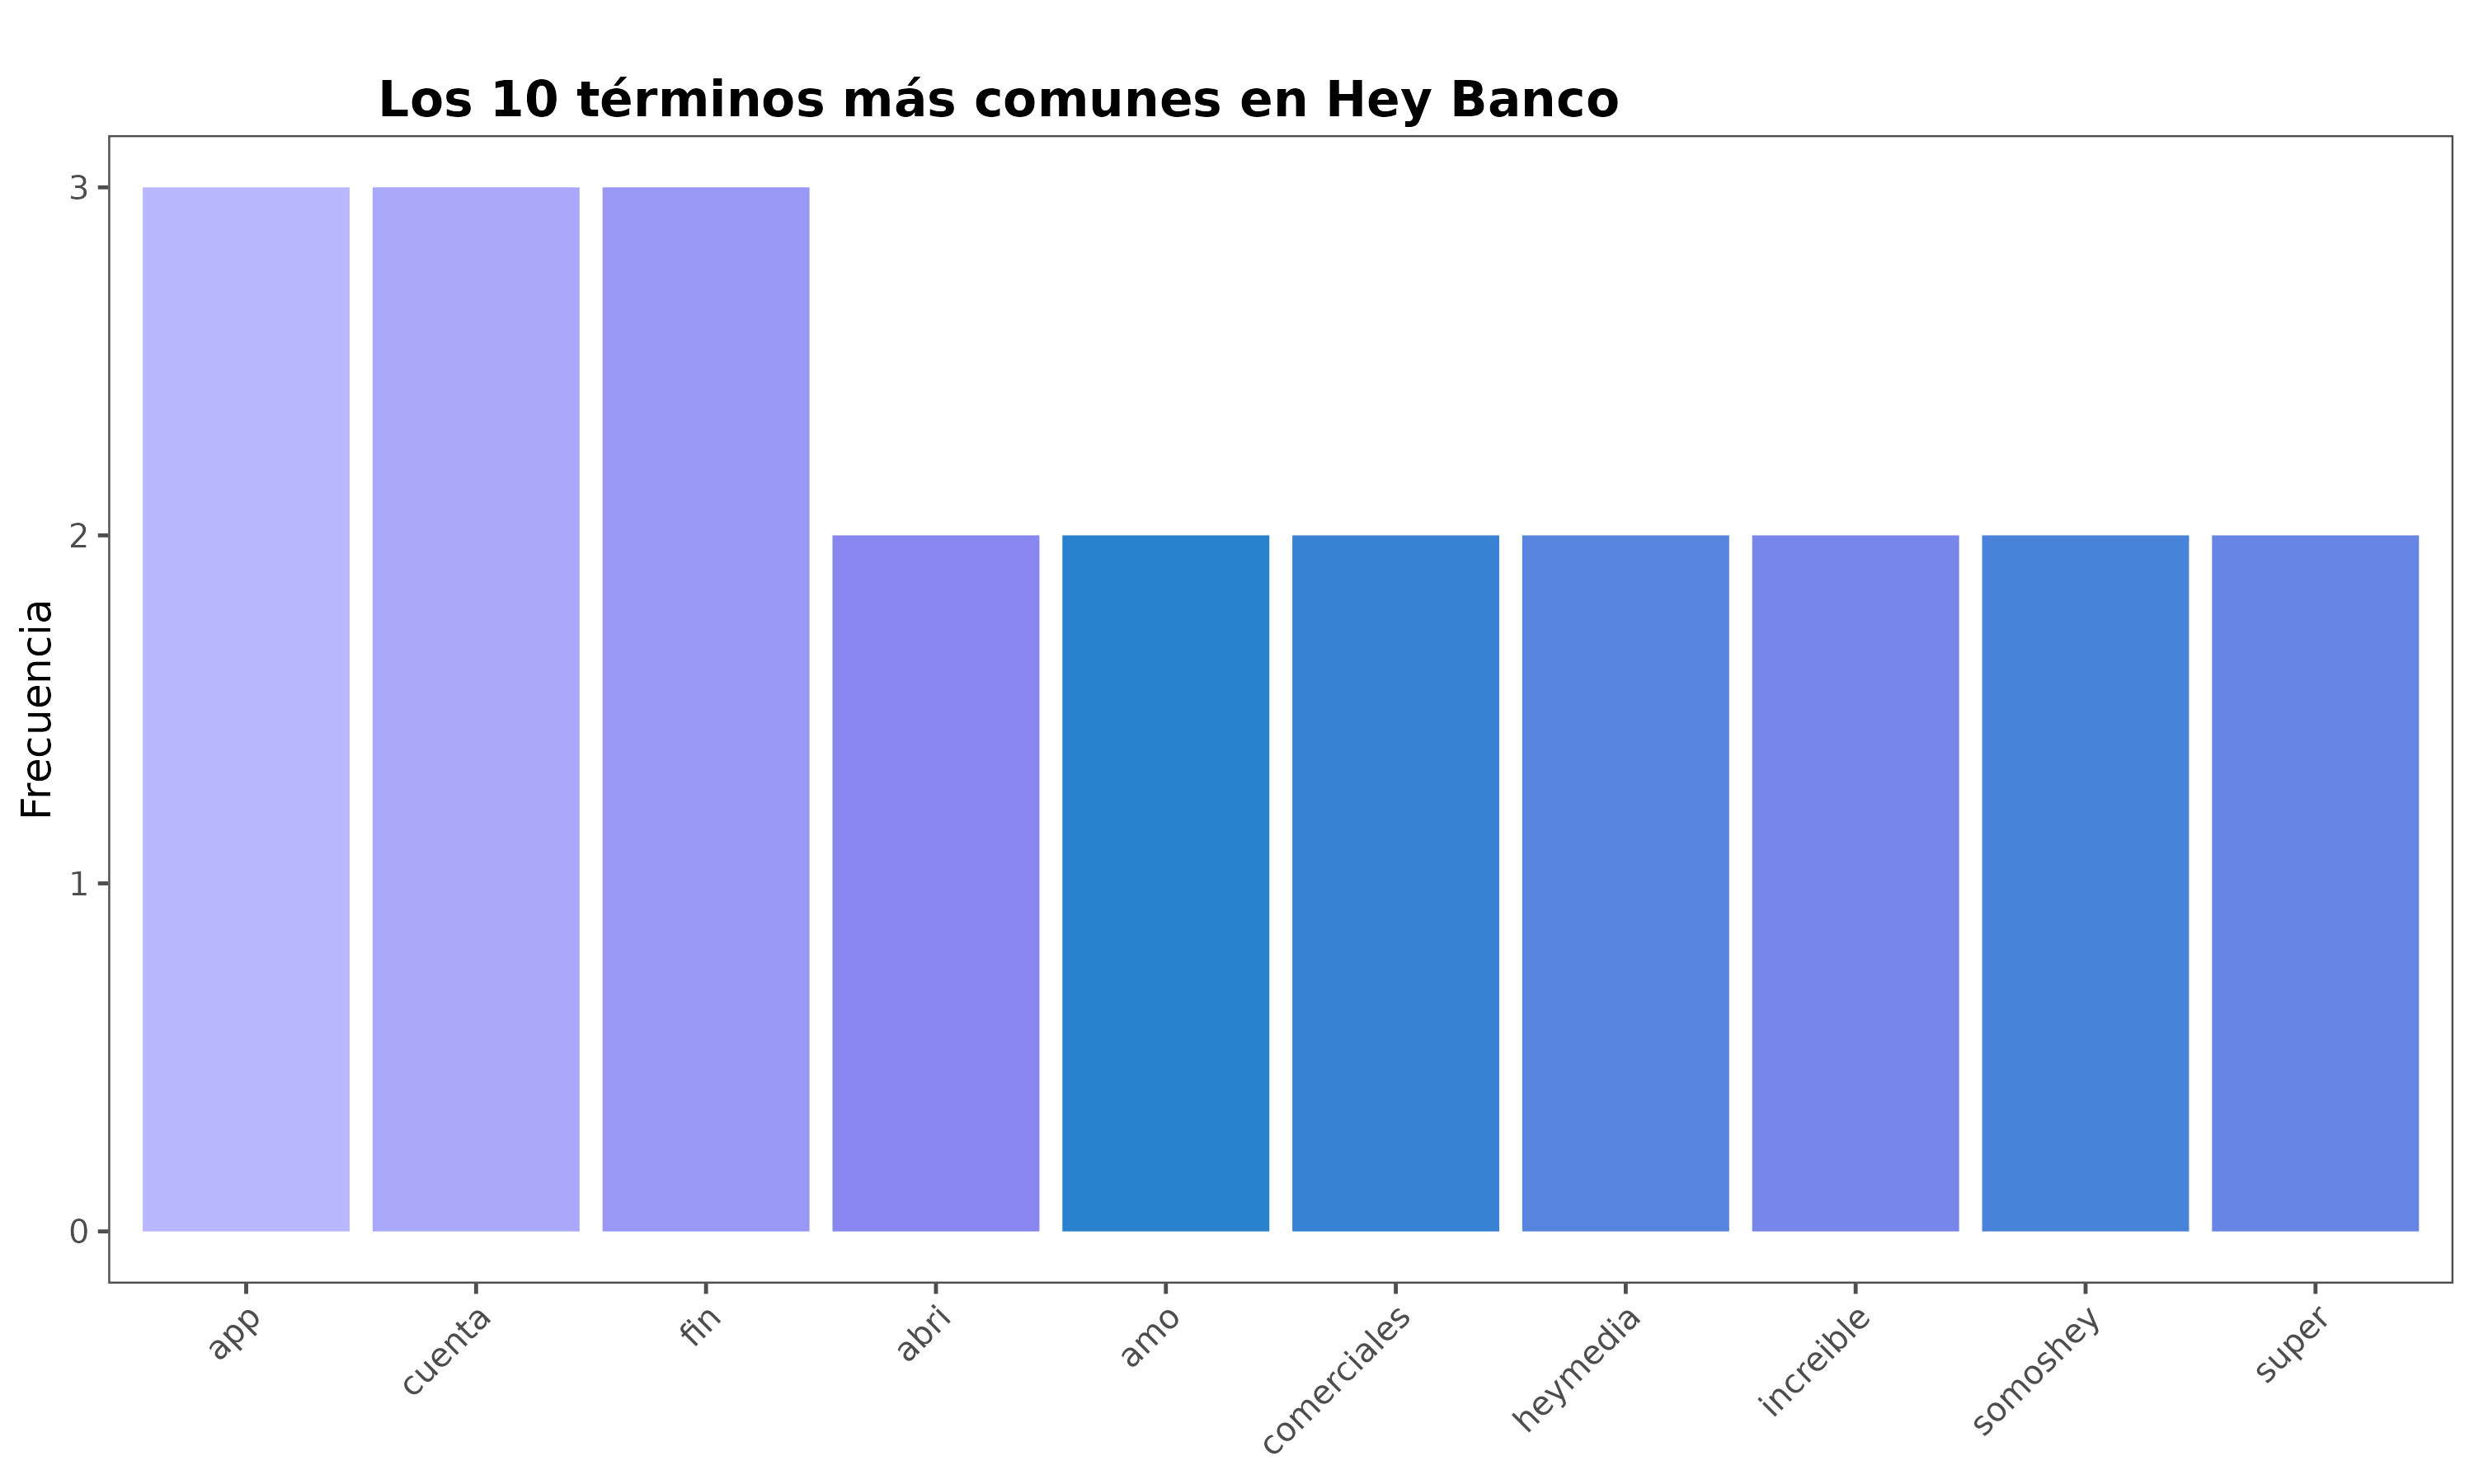 Los 10 términos más comunes en Hey Banco
Frecuencia
3
2
1
0
app
cuenta
fin
abri
amo
comerciales
heymedia
increible
somoshey
super